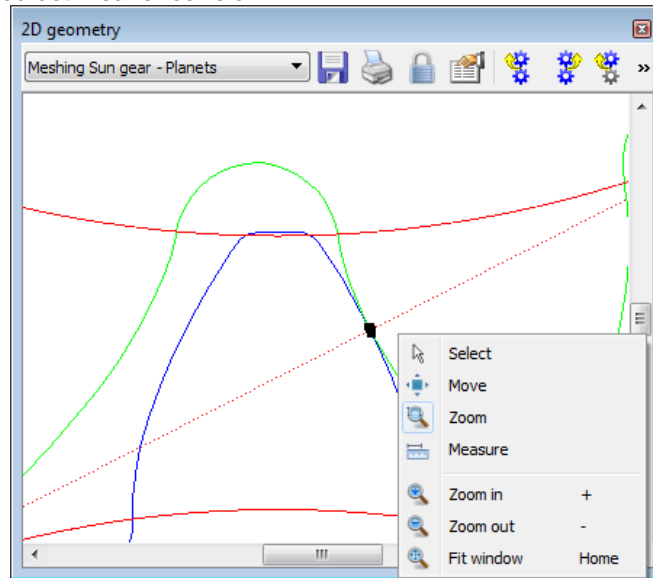 2D geometry
Meshing Sun gear - Planets
»
Select
Move
Zoom
Measure
Zoom in +
Zoom out -
Fit window Home